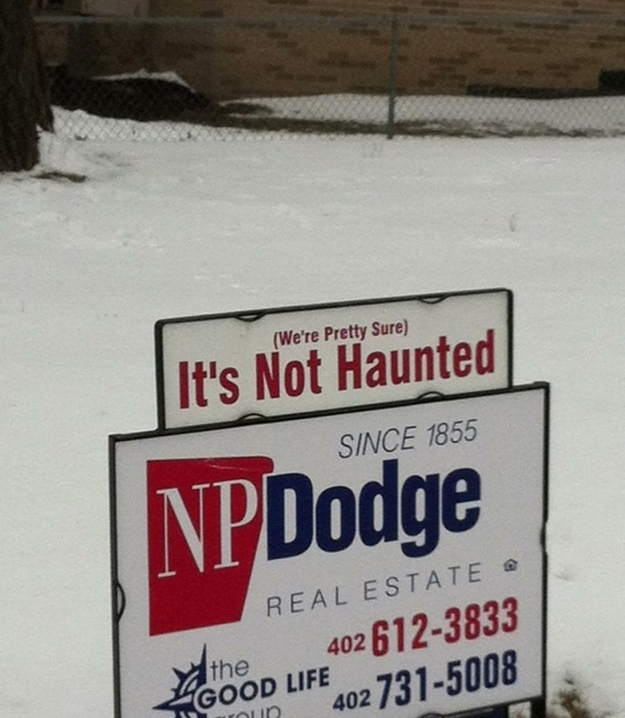 (We're Pretty Sure)
It's Not Haunted
SINCE 1855
NP Dodge
REAL ESTATE
402 612-3833
the
GOOD LIFE
group
402 731-5008